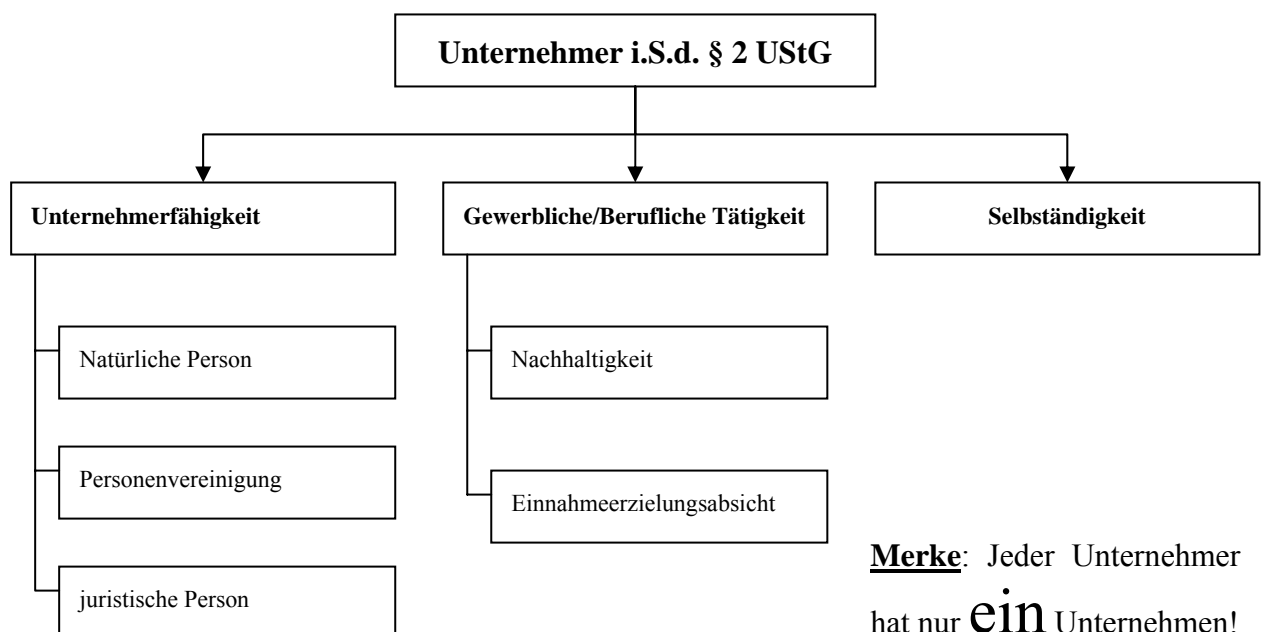 Unternehmer i.S.d. § 2 UStG
Unternehmerfähigkeit
Gewerbliche/Berufliche Tätigkeit
Selbständigkeit
Natürliche Person
Nachhaltigkeit
Personenvereinigung
Einnahmeerzielungsabsicht
juristische Person
Merke: Jeder Unternehmer
hat nur ein Unternehmen!